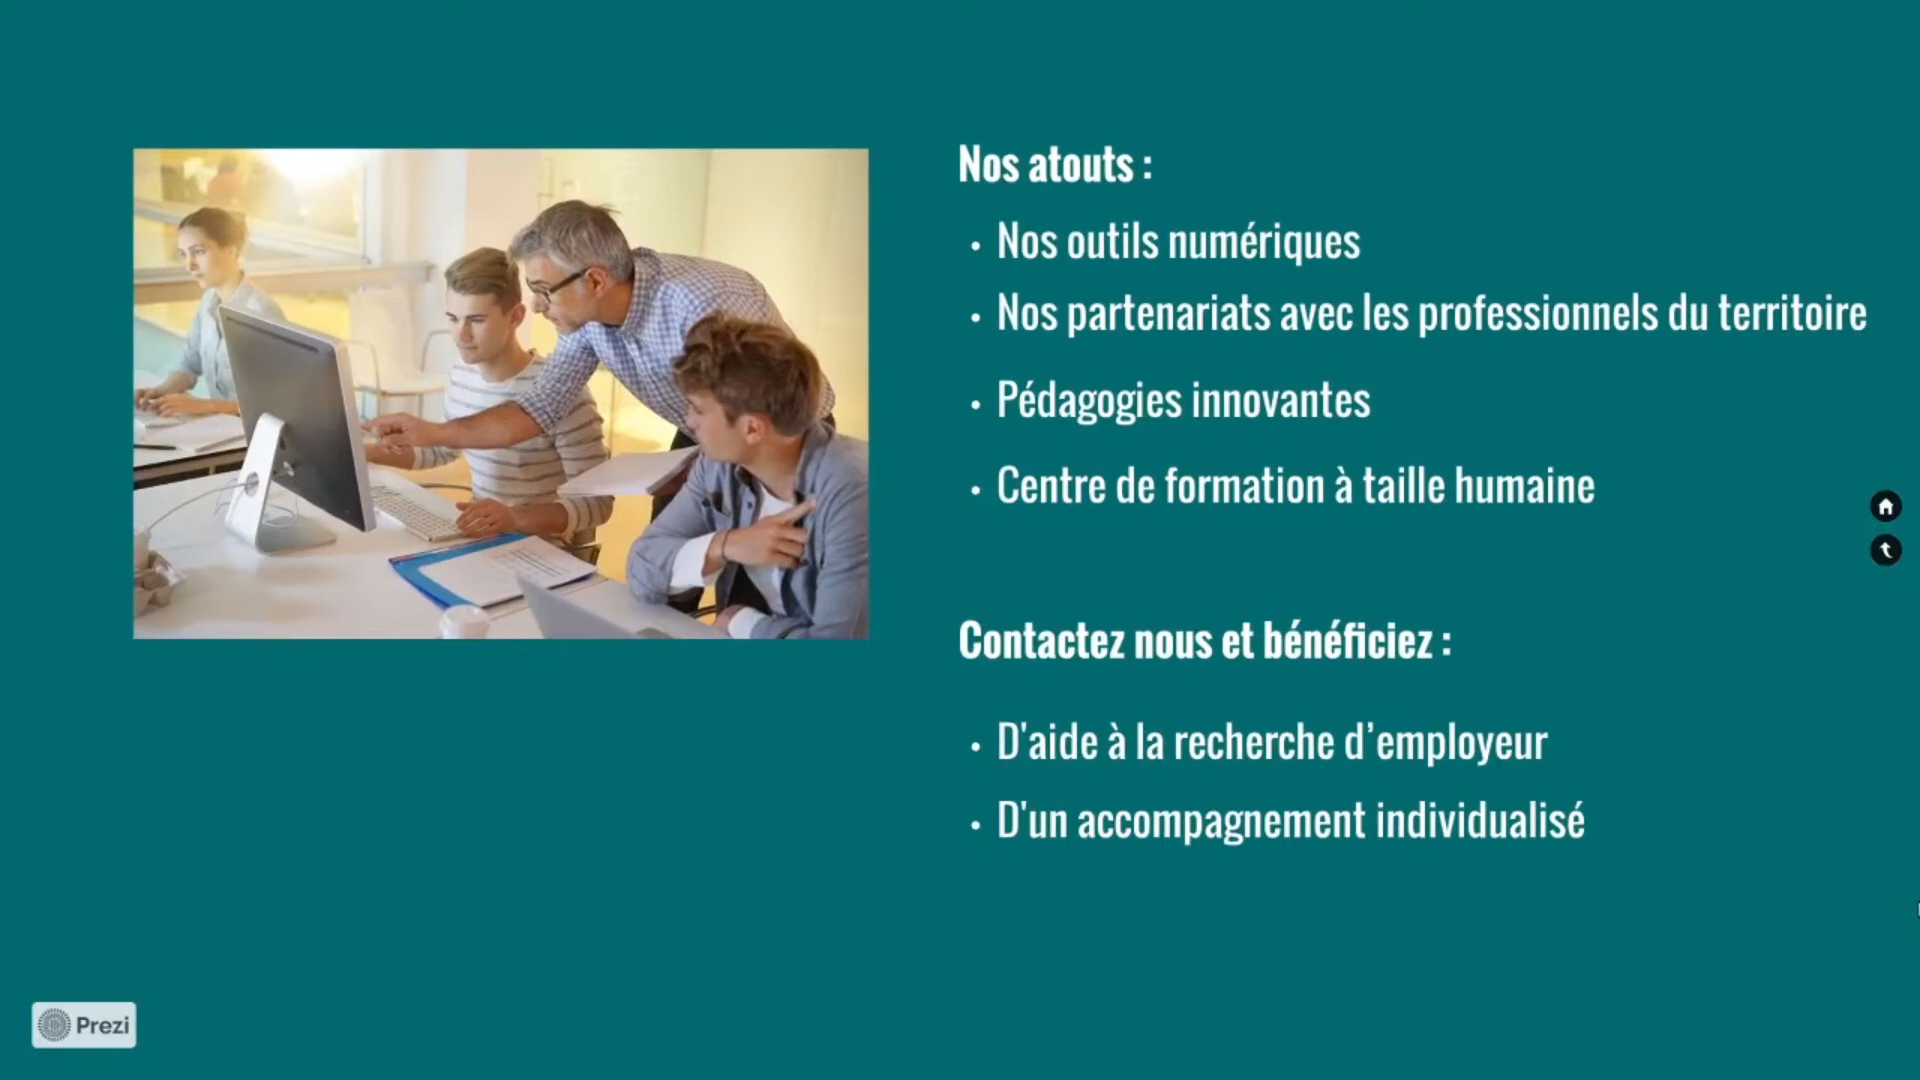 Nos atouts :
• Nos outils numériques
• Nos partenariats avec les professionnels du territoire
• Pédagogies innovantes
• Centre de formation à taille humaine
Contactez nous et bénéficiez :
• D'aide à la recherche d’employeur
• D'un accompagnement individualisé
Prezi